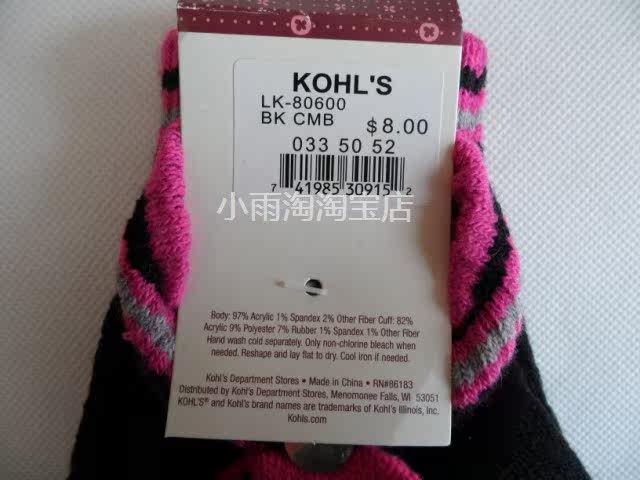 KOHL'S
LK-80600
BK CMB
$8.00
033 50 52
7 41985 30915 2
小雨淘淘宝店
Body: 97% Acrylic 1% Spandex 2% Other Fiber Cuff: 82%
Acrylic 9% Polyester 7% Rubber 1% Spandex 1% Other Fiber
Hand wash cold separately. Only non-chlorine bleach when
needed. Reshape and lay flat to dry. Cool iron if needed.
Kohl's Department Stores • Made in China • RN#86183
Distributed by Kohl's Department Stores, Menomonee Falls, WI 53051
KOHL'S® and Kohl's brand names are trademarks of Kohl's Illinois, Inc.
Kohls.com